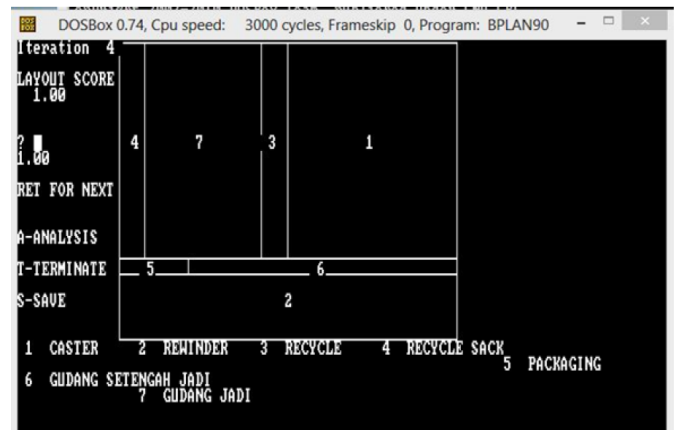 DOSBox 0.74, Cpu speed: 3000 cycles, Frameskip 0, Program: BPLAN90
Iteration 4
LAYOUT SCORE
1.00
?
1.00
4 7 3 1
RET FOR NEXT
A-ANALYSIS
T-TERMINATE 5 6
S-SAVE 2
1 CASTER 2 REWINDER 3 RECYCLE 4 RECYCLE SACK
5 PACKAGING
6 GUDANG SETENGAH JADI
7 GUDANG JADI